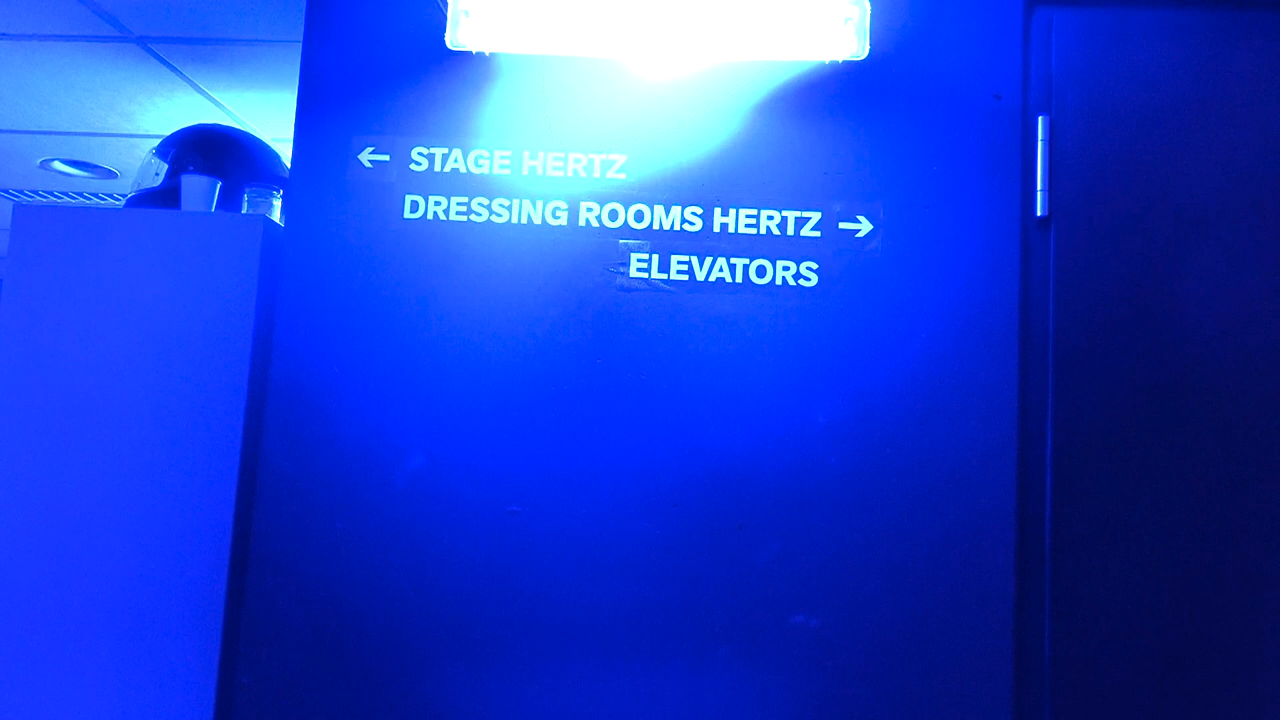 ← STAGE HERTZ
DRESSING ROOMS HERTZ →
ELEVATORS